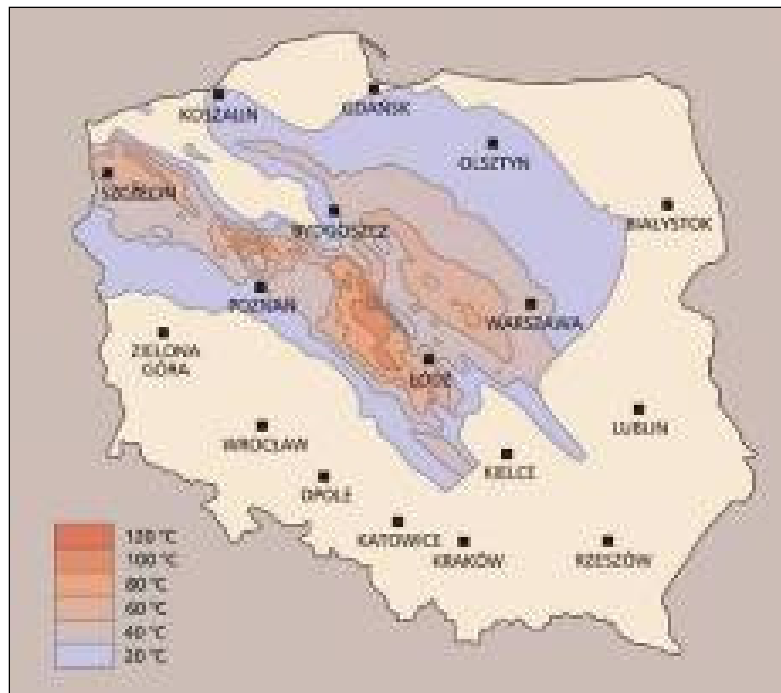 KOSZALIN
GDAŃSK
OLSZTYN
SZCZECIN
BIAŁYSTOK
BYDGOSZCZ
POZNAŃ
WARSZAWA
ZIELONA
GÓRA
ŁÓDŹ
LUBLIN
WROCŁAW
KIELCE
OPOLE
KATOWICE
KRAKÓW
RZESZÓW
120 °C
100 °C
80 °C
60 °C
40 °C
20 °C